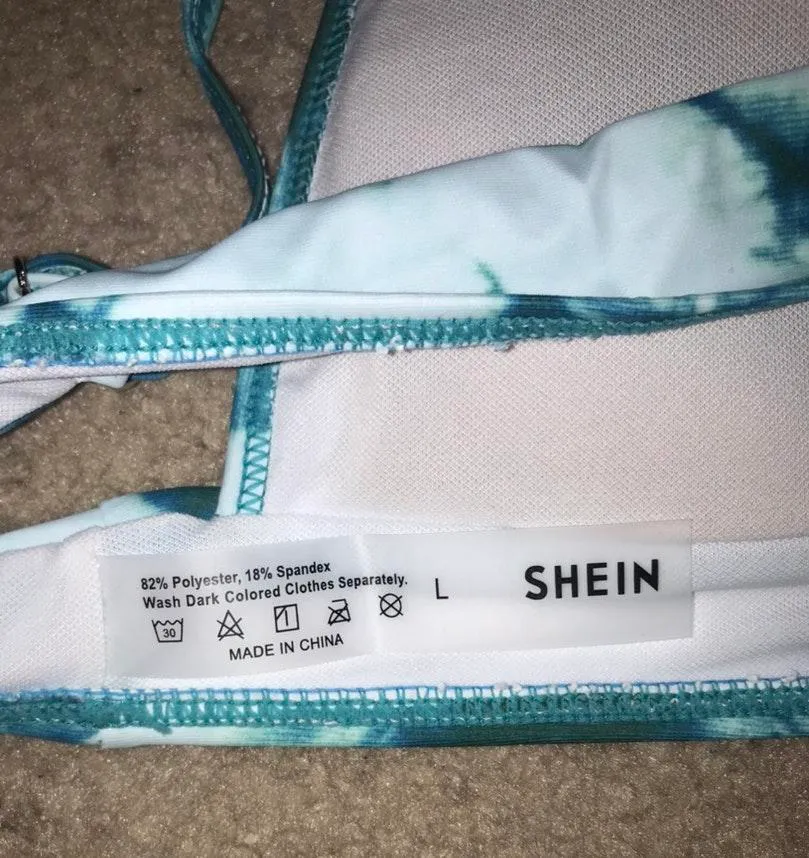 82% Polyester, 18% Spandex
Wash Dark Colored Clothes Separately.
30
MADE IN CHINA
L
SHEIN